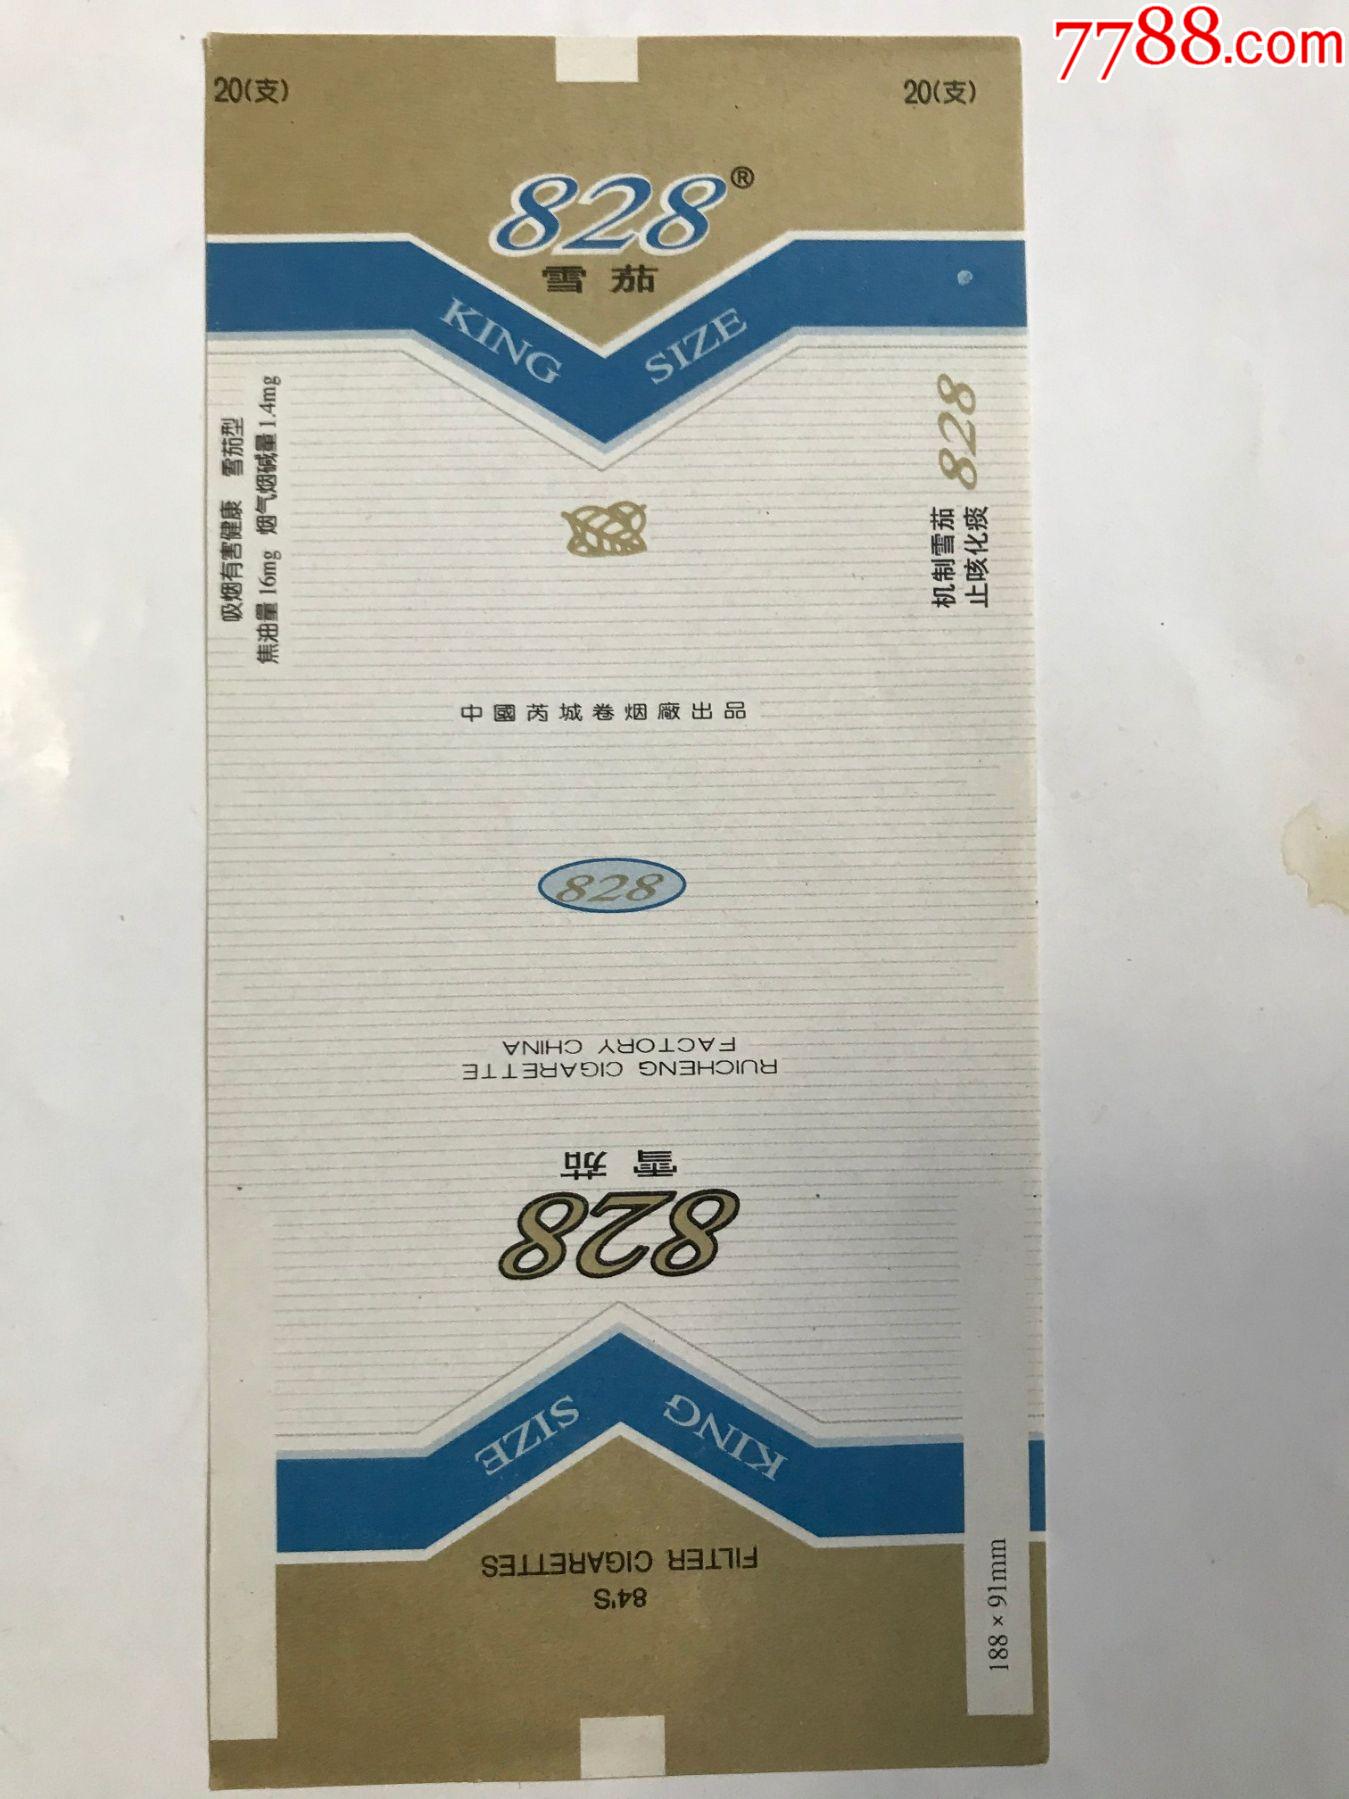 7788.com
20(支)
20(支)
828®
雪茄
KING SIZE
吸烟有害健康 雪茄型
焦油量 16mg 烟气烟碱量 1.4mg
机制雪茄
止咳化痰
828
中國芮城卷烟廠出品
828
RUICHENG CIGARETTE
FACTORY CHINA
雪茄
828
KING SIZE
FILTER CIGARETTES
84'S
188 × 91mm